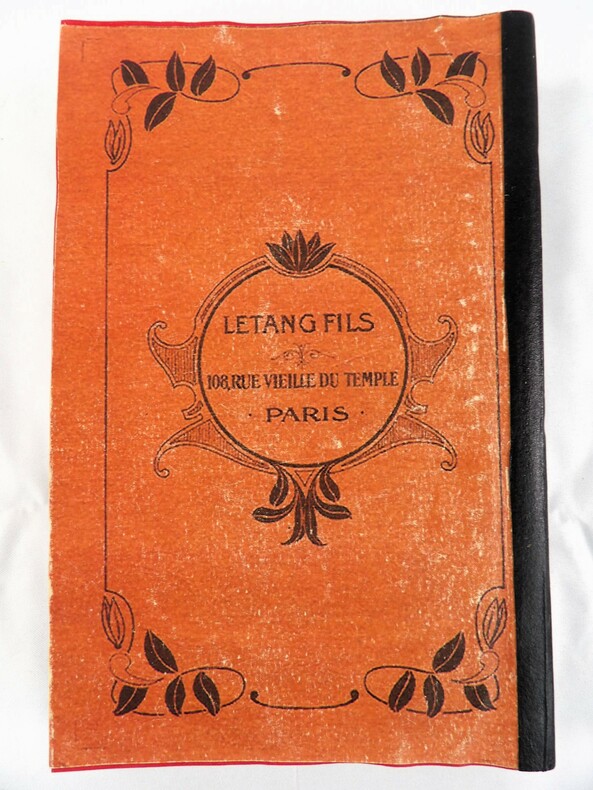 LETANG FILS
108, RUE VIEILLE DU TEMPLE
· PARIS ·